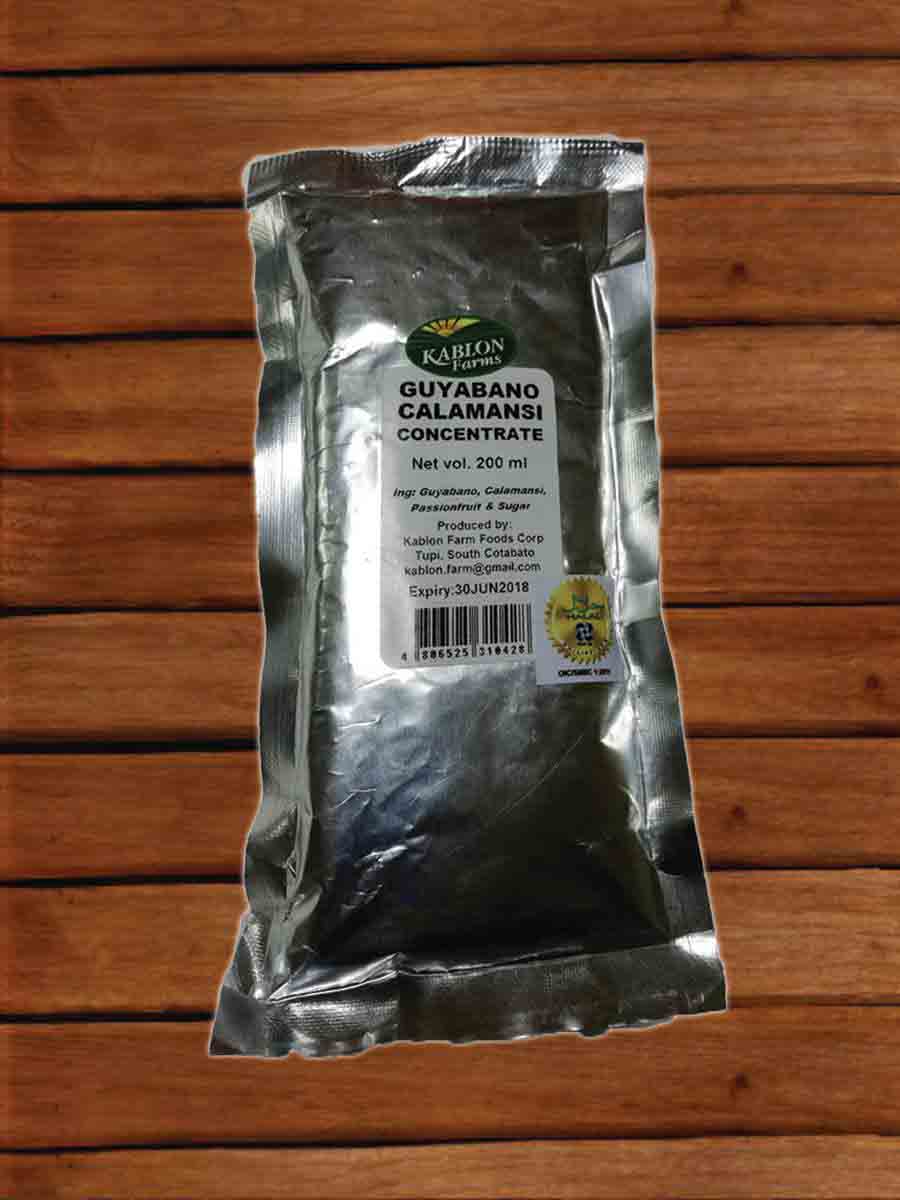 KABLON
Farms
GUYABANO
CALAMANSI
CONCENTRATE
Net vol. 200 ml
ing: Guyabano, Calamansi,
Passionfruit & Sugar
Produced by:
Kablon Farm Foods Corp
Tupi, South Cotabato
kablon.farm@gmail.com
Expiry:30JUN2018
4 806525 310428
HALAL